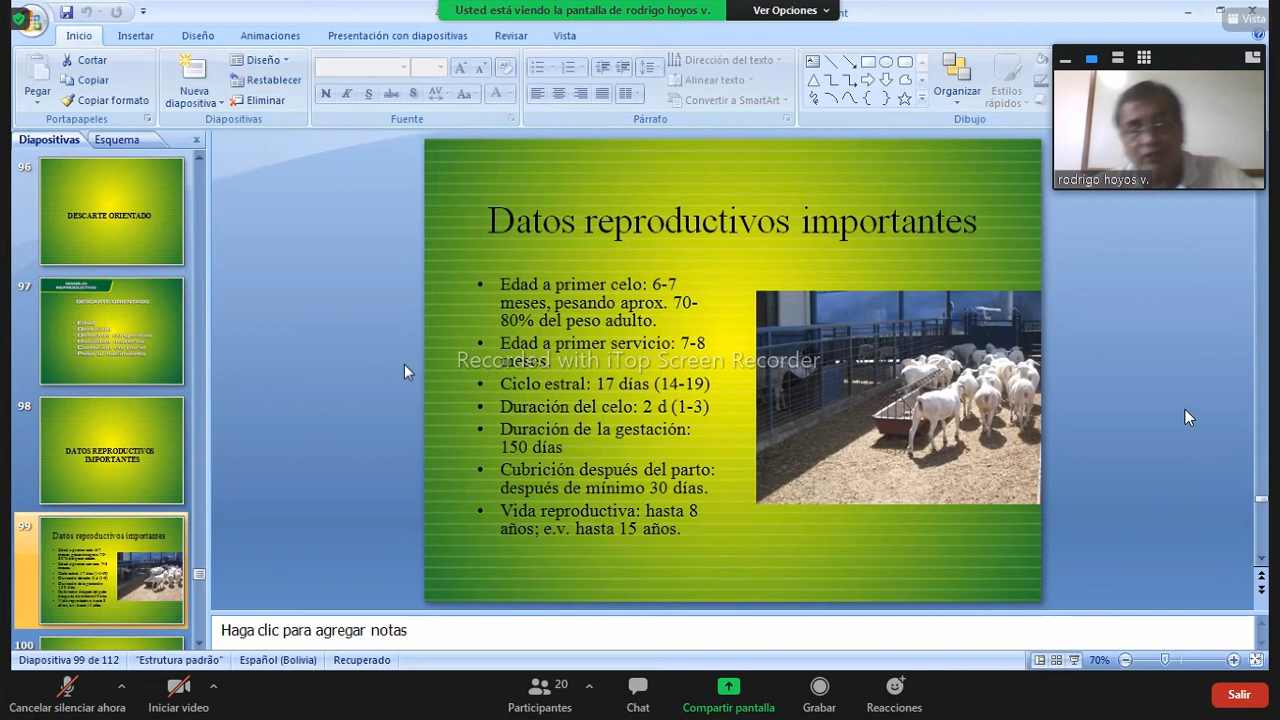 Usted está viendo la pantalla de rodrigo hoyos v.
Ver Opciones
Vista
Inicio
Insertar
Diseño
Animaciones
Presentación con diapositivas
Revisar
Vista
Pegar
Cortar
Copiar
Copiar formato
Portapapeles
Nueva
diapositiva
Diseño
Restablecer
Eliminar
Diapositivas
Fuente
Dirección del texto
Alinear texto
Convertir a SmartArt
Párrafo
Organizar
Estilos
rápidos
Dibujo
rodrigo hoyos v.
Diapositivas
Esquema
96
DESCARTE ORIENTADO
97
MANEJO
REPRODUCTIVO
DESCARTE ORIENTADO
98
DATOS REPRODUCTIVOS
IMPORTANTES
99
Datos reproductivos importantes
100
Datos reproductivos importantes
• Edad a primer celo: 6-7
meses, pesando aprox. 70-
80% del peso adulto.
• Edad a primer servicio: 7-8
meses.
• Ciclo estral: 17 días (14-19)
• Duración del celo: 2 d (1-3)
• Duración de la gestación:
150 días
• Cubrición después del parto:
después de mínimo 30 días.
• Vida reproductiva: hasta 8
años; e.v. hasta 15 años.
Recorded with iTop Screen Recorder
Haga clic para agregar notas
Diapositiva 99 de 112
"Estrutura padrão"
Español (Bolivia)
Recuperado
70%
Cancelar silenciar ahora
Iniciar video
20
Participantes
Chat
Compartir pantalla
Grabar
Reacciones
Salir